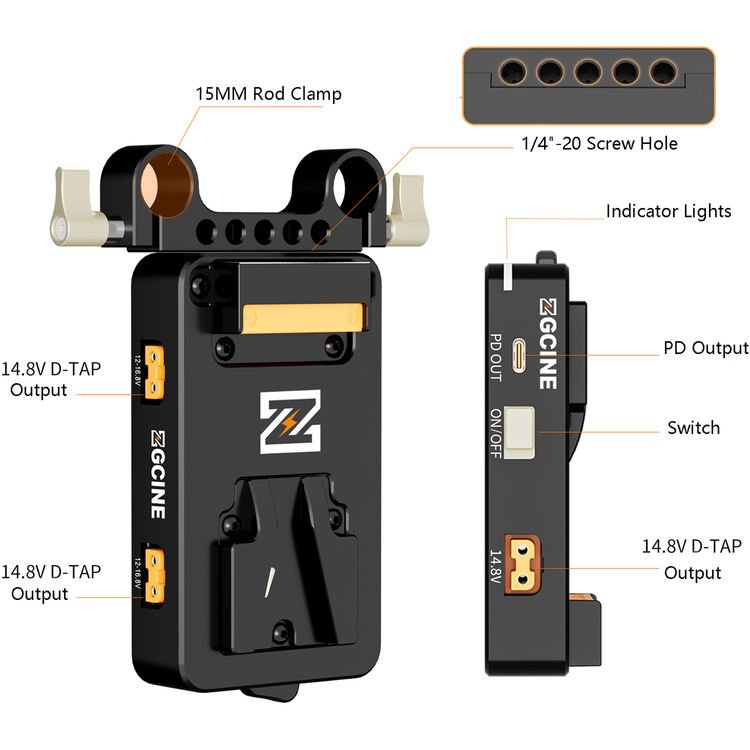 15MM Rod Clamp
1/4"-20 Screw Hole
Indicator Lights
14.8V D-TAP
Output
12-16.8V
ZGCINE
Z
14.8V D-TAP
Output
12-16.8V
ZGCINE
PD OUT
PD Output
ON/OFF
Switch
14.8V
14.8V D-TAP
Output